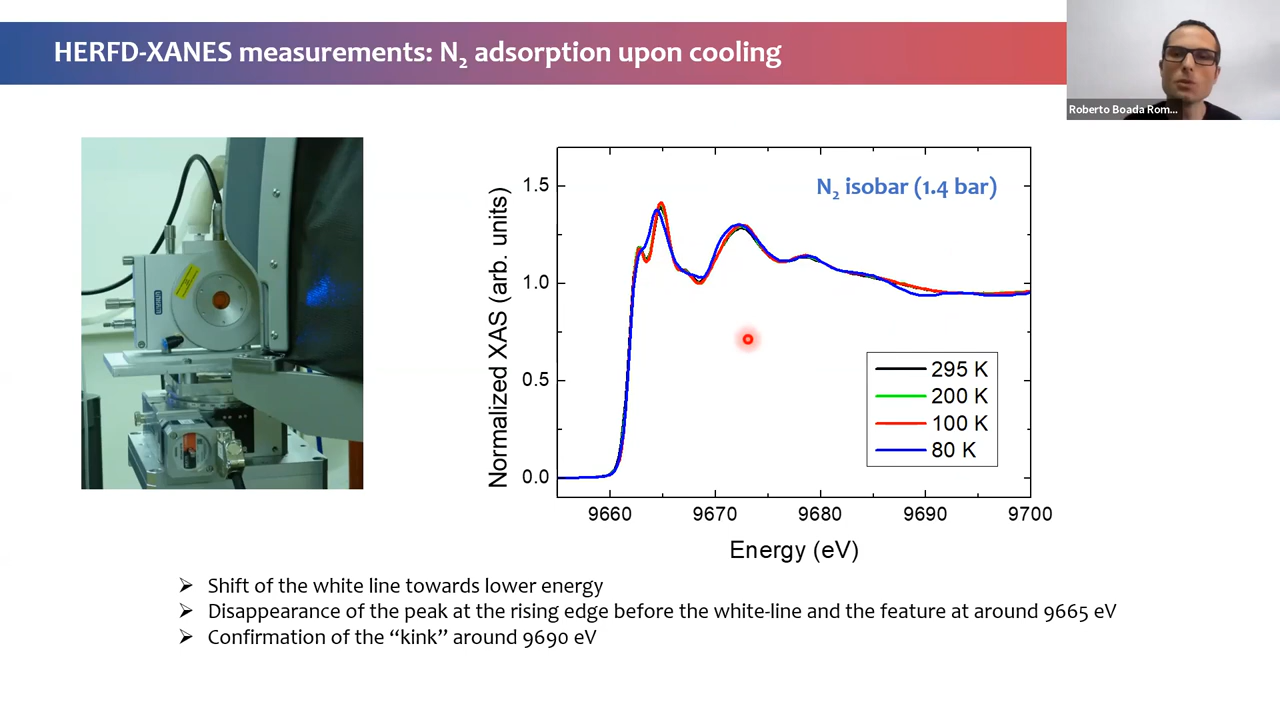 HERFD-XANES measurements: N₂ adsorption upon cooling
Roberto Boada Rom...
N₂ isobar (1.4 bar)
Normalized XAS (arb. units)
1.5
1.0
0.5
0.0
295 K
200 K
100 K
80 K
9660 9670 9680 9690 9700
Energy (eV)
➢ Shift of the white line towards lower energy
➢ Disappearance of the peak at the rising edge before the white-line and the feature at around 9665 eV
➢ Confirmation of the “kink” around 9690 eV